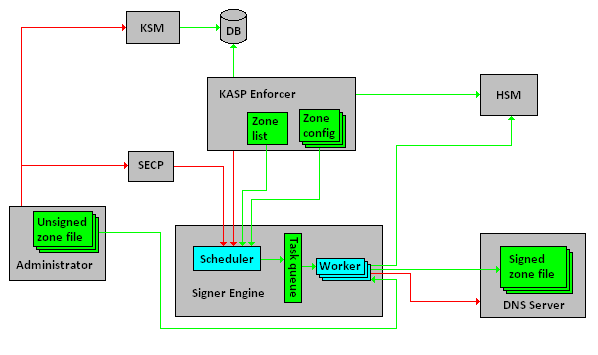 KSM
DB
KASP Enforcer
Zone
list
Zone
config
HSM
SECP
Unsigned
zone file
Administrator
Scheduler
Task queue
Worker
Signer Engine
Signed
zone file
DNS Server